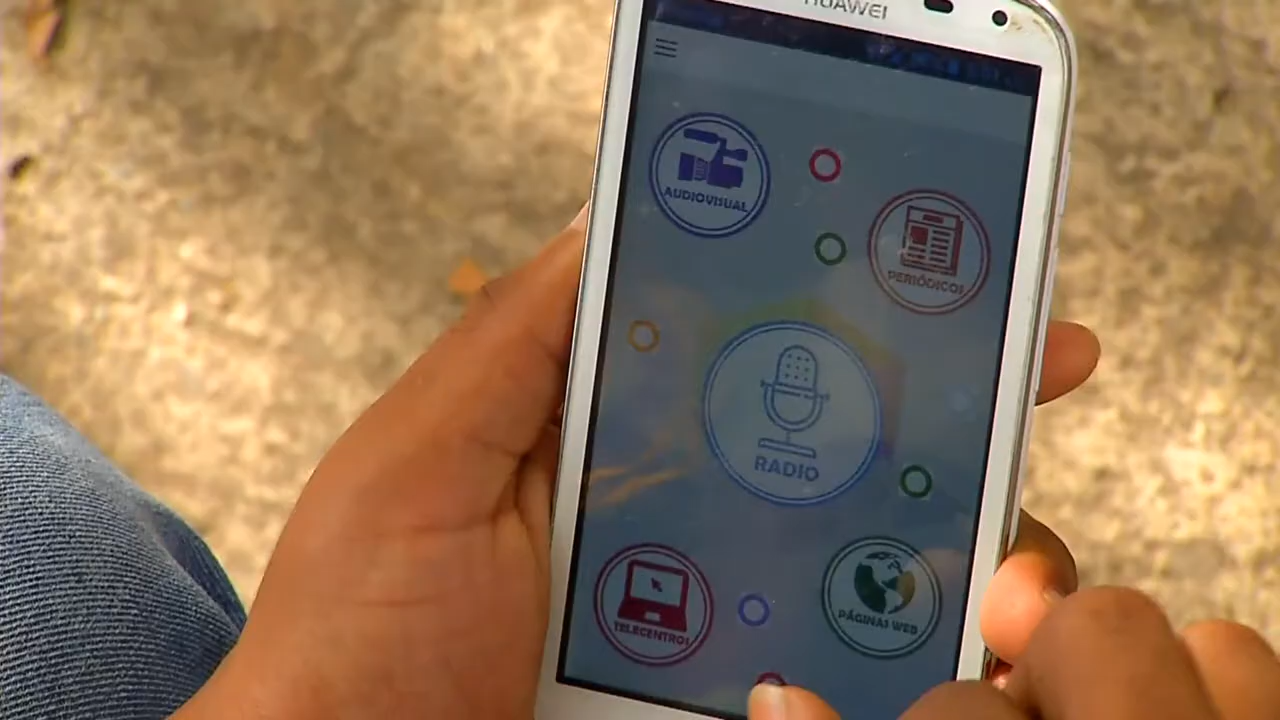 HUAWEI
AUDIOVISUAL
PERIÓDICOS
RADIO
TELECENTROS
PÁGINAS WEB